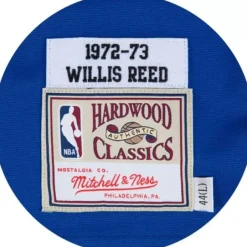 1972-73
WILLIS REED
NBA
HARDWOOD
AUTHENTIC
CLASSICS
NOSTALGIA CO.
Mitchell & Ness
PHILADELPHIA, PA.
44(L)